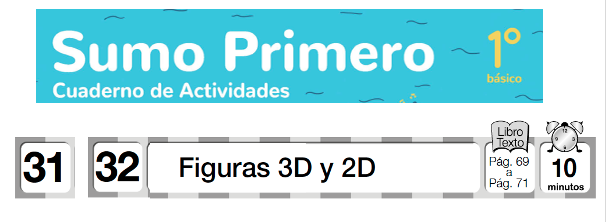 Sumo Primero
1°
básico
Cuaderno de Actividades
31 32 Figuras 3D y 2D
Libro
Texto
Pág. 69
a
Pág. 71
10
minutos